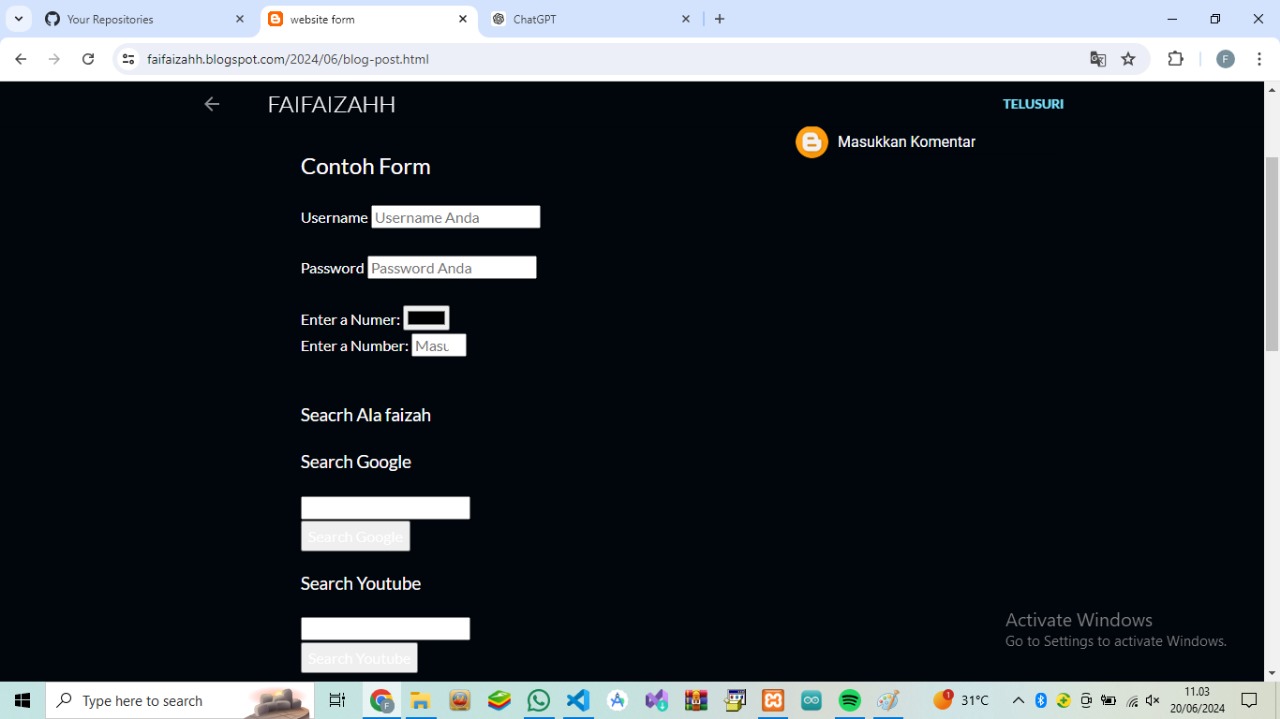 Your Repositories
website form
ChatGPT
faifaizahh.blogspot.com/2024/06/blog-post.html
F
FAIFAIZAHH
TELUSURI
Masukkan Komentar
Contoh Form
Username Username Anda
Password Password Anda
Enter a Numer:
Enter a Number: Masu
Seacrh Ala faizah
Search Google
Search Google
Search Youtube
Search Youtube
Activate Windows
Go to Settings to activate Windows.
Type here to search
1
31°C
11.03
20/06/2024